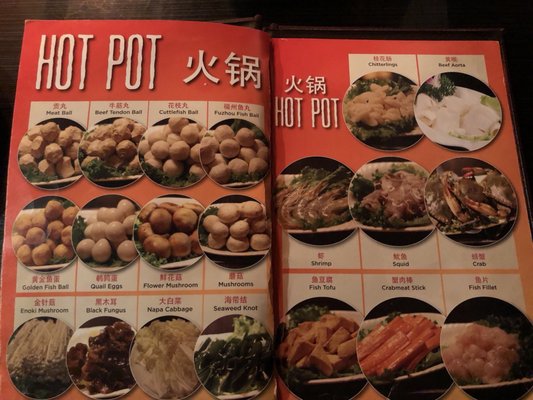 HOT POT 火锅
贡丸 牛筋丸 花枝丸 福州鱼丸
Meat Ball Beef Tendon Ball Cuttlefish Ball Fuzhou Fish Ball
黄金鱼蛋 鹌鹑蛋 鲜花菇 蘑菇
Golden Fish Ball Quail Eggs Flower Mushroom Mushrooms
金针菇 黑木耳 大白菜 海带结
Enoki Mushroom Black Fungus Napa Cabbage Seaweed Knot
火锅
HOT POT
桂花肠 黄喉
Chitterlings Beef Aorta
虾 鱿鱼 螃蟹
Shrimp Squid Crab
鱼豆腐 蟹肉棒 鱼片
Fish Tofu Crabmeat Stick Fish Fillet